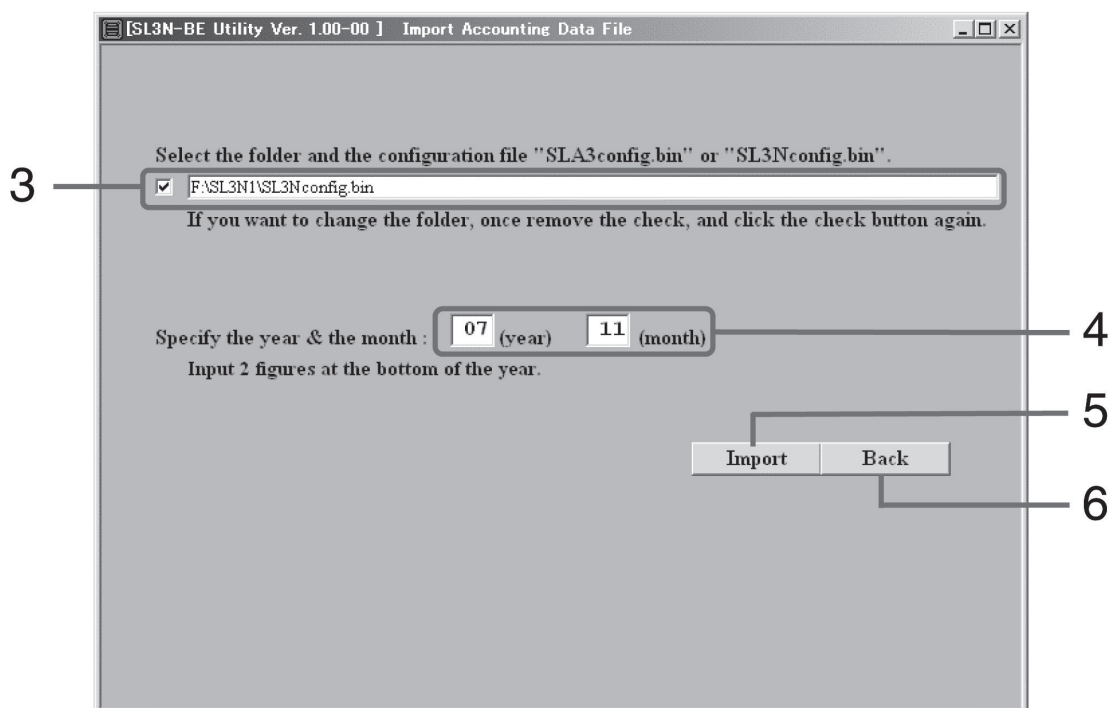 [SL3N-BE Utility Ver. 1.00-00 ] Import Accounting Data File
Select the folder and the configuration file "SLA3config.bin" or "SL3Nconfig.bin".
3
F:\SL3N1\SL3Nconfig.bin
If you want to change the folder, once remove the check, and click the check button again.
Specify the year & the month : 07 (year) 11 (month)
4
Input 2 figures at the bottom of the year.
5
Import Back
6